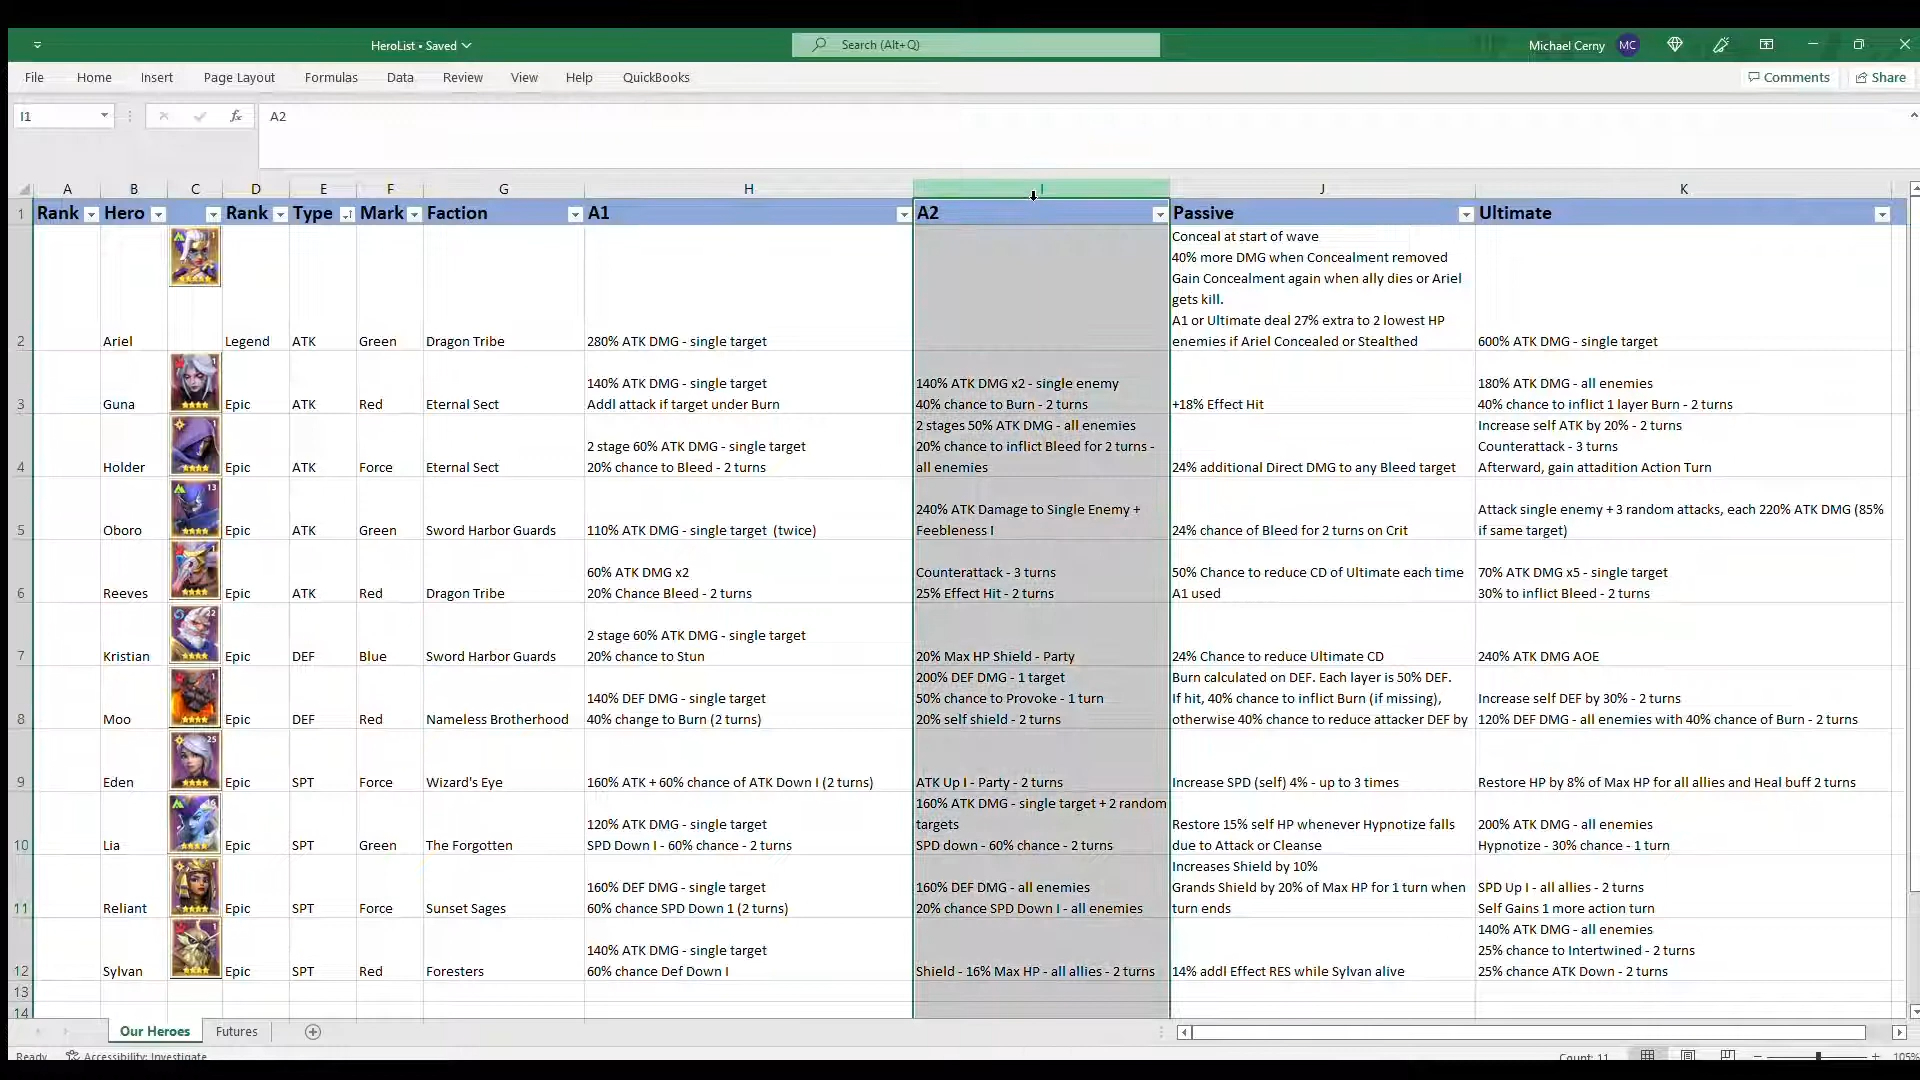 HeroList • Saved
Search (Alt+Q)
Michael Cerny
MC
File Home Insert Page Layout Formulas Data Review View Help QuickBooks
Comments
Share
I1
fx
A2
A B C D E F G H I J K
1 Rank Hero Rank Type Mark Faction A1 A2 Passive Ultimate
Conceal at start of wave
40% more DMG when Concealment removed
Gain Concealment again when ally dies or Ariel
gets kill.
A1 or Ultimate deal 27% extra to 2 lowest HP
2 Ariel Legend ATK Green Dragon Tribe 280% ATK DMG - single target enemies if Ariel Concealed or Stealthed 600% ATK DMG - single target
140% ATK DMG - single target 140% ATK DMG x2 - single enemy 180% ATK DMG - all enemies
3 Guna Epic ATK Red Eternal Sect Addl attack if target under Burn 40% chance to Burn - 2 turns +18% Effect Hit 40% chance to inflict 1 layer Burn - 2 turns
2 stages 50% ATK DMG - all enemies Increase self ATK by 20% - 2 turns
2 stage 60% ATK DMG - single target 20% chance to inflict Bleed for 2 turns - Counterattack - 3 turns
4 Holder Epic ATK Force Eternal Sect 20% chance to Bleed - 2 turns all enemies 24% additional Direct DMG to any Bleed target Afterward, gain attadition Action Turn
13
240% ATK Damage to Single Enemy + Attack single enemy + 3 random attacks, each 220% ATK DMG (85%
5 Oboro Epic ATK Green Sword Harbor Guards 110% ATK DMG - single target (twice) Feebleness I 24% chance of Bleed for 2 turns on Crit if same target)
60% ATK DMG x2 Counterattack - 3 turns 50% Chance to reduce CD of Ultimate each time 70% ATK DMG x5 - single target
6 Reeves Epic ATK Red Dragon Tribe 20% Chance Bleed - 2 turns 25% Effect Hit - 2 turns A1 used 30% to inflict Bleed - 2 turns
22
2 stage 60% ATK DMG - single target
7 Kristian Epic DEF Blue Sword Harbor Guards 20% chance to Stun 20% Max HP Shield - Party 24% Chance to reduce Ultimate CD 240% ATK DMG AOE
200% DEF DMG - 1 target Burn calculated on DEF. Each layer is 50% DEF.
140% DEF DMG - single target 50% chance to Provoke - 1 turn If hit, 40% chance to inflict Burn (if missing), Increase self DEF by 30% - 2 turns
8 Moo Epic DEF Red Nameless Brotherhood 40% change to Burn (2 turns) 20% self shield - 2 turns otherwise 40% chance to reduce attacker DEF by 120% DEF DMG - all enemies with 40% chance of Burn - 2 turns
25
9 Eden Epic SPT Force Wizard's Eye 160% ATK + 60% chance of ATK Down I (2 turns) ATK Up I - Party - 2 turns Increase SPD (self) 4% - up to 3 times Restore HP by 8% of Max HP for all allies and Heal buff 2 turns
160% ATK DMG - single target + 2 random
120% ATK DMG - single target targets Restore 15% self HP whenever Hypnotize falls 200% ATK DMG - all enemies
10 Lia Epic SPT Green The Forgotten SPD Down I - 60% chance - 2 turns SPD down - 60% chance - 2 turns due to Attack or Cleanse Hypnotize - 30% chance - 1 turn
Increases Shield by 10%
160% DEF DMG - single target 160% DEF DMG - all enemies Grands Shield by 20% of Max HP for 1 turn when SPD Up I - all allies - 2 turns
11 Reliant Epic SPT Force Sunset Sages 60% chance SPD Down 1 (2 turns) 20% chance SPD Down I - all enemies turn ends Self Gains 1 more action turn
140% ATK DMG - all enemies
140% ATK DMG - single target 25% chance to Intertwined - 2 turns
12 Sylvan Epic SPT Red Foresters 60% chance Def Down I Shield - 16% Max HP - all allies - 2 turns 14% addl Effect RES while Sylvan alive 25% chance ATK Down - 2 turns
13
14
Our Heroes Futures
Ready Accessibility: Investigate Count: 11 105%